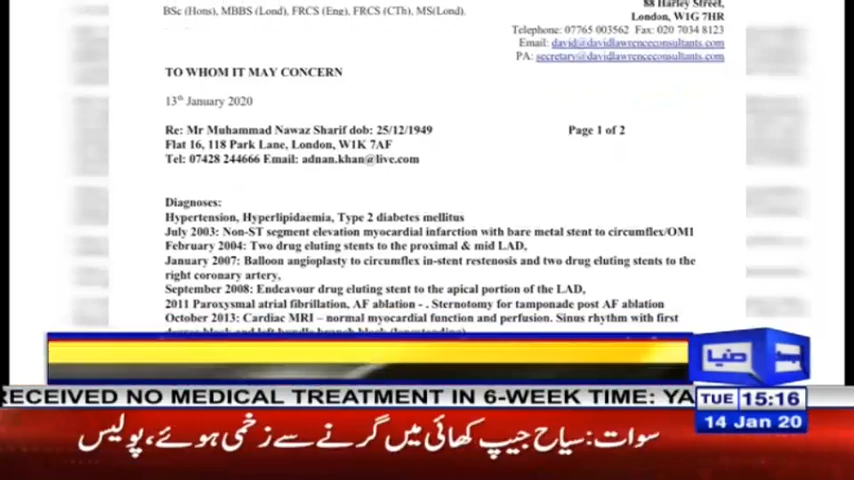 BSc (Hons), MBBS (Lond), FRCS (Eng), FRCS (CTh), MS(Lond).
88 Harley Street,
London, W1G 7HR
Telephone: 07765 003562 Fax: 020 7034 8123
Email: david@davidlawrenceconsultants.com
PA: secretary@davidlawrenceconsultants.com
TO WHOM IT MAY CONCERN
13th January 2020
Re: Mr Muhammad Nawaz Sharif dob: 25/12/1949
Page 1 of 2
Flat 16, 118 Park Lane, London, W1K 7AF
Tel: 07428 244666 Email: adnan.khan@live.com
Diagnoses:
Hypertension, Hyperlipidaemia, Type 2 diabetes mellitus
July 2003: Non-ST segment elevation myocardial infarction with bare metal stent to circumflex/OM1
February 2004: Two drug eluting stents to the proximal & mid LAD,
January 2007: Balloon angioplasty to circumflex in-stent restenosis and two drug eluting stents to the
right coronary artery,
September 2008: Endeavour drug eluting stent to the apical portion of the LAD,
2011 Paroxysmal atrial fibrillation, AF ablation - . Sternotomy for tamponade post AF ablation
October 2013: Cardiac MRI – normal myocardial function and perfusion. Sinus rhythm with first
degree block and left bundle branch block (longstanding)
دنیا
RECEIVED NO MEDICAL TREATMENT IN 6-WEEK TIME: YA
TUE 15:16
14 Jan 20
سوات: سیاح جیپ کھائی میں گرنے سے زخمی ہوئے، پولیس